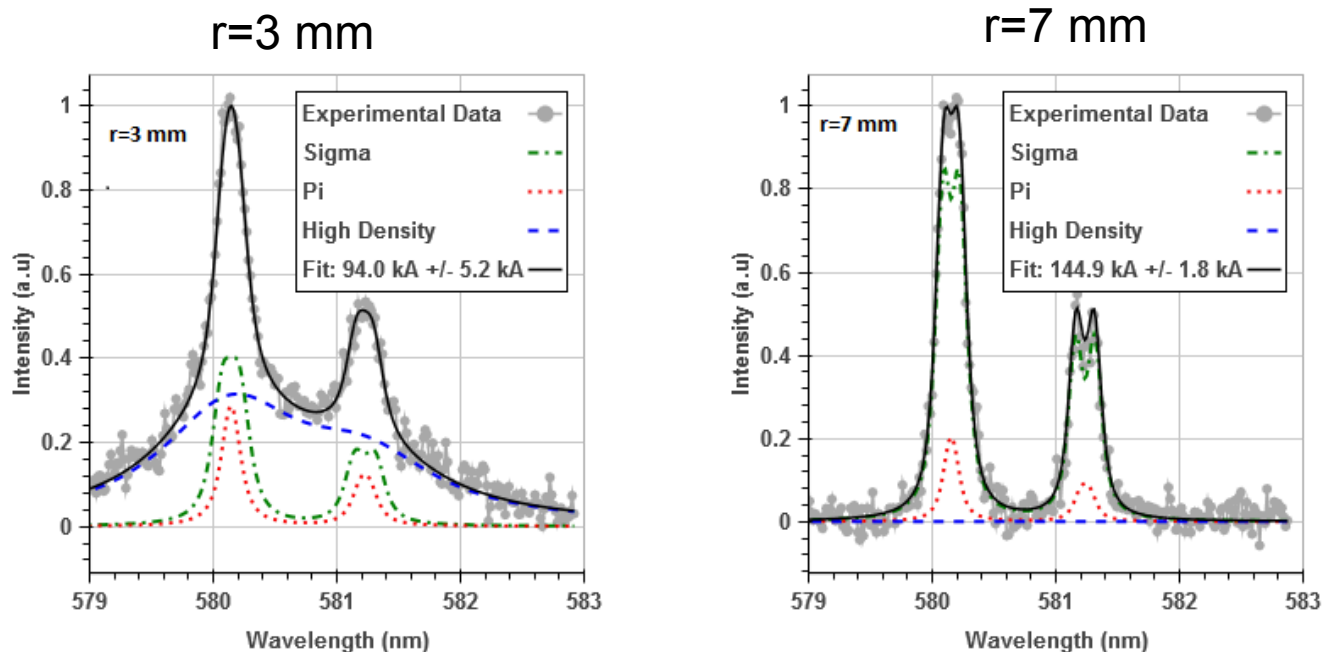 r=3 mm
r=7 mm
r=3 mm
Experimental Data
Sigma
Pi
High Density
Fit: 94.0 kA +/- 5.2 kA
1
0.8
0.6
0.4
0.2
0
Intensity (a.u)
579
580
581
582
583
Wavelength (nm)
r=7 mm
Experimental Data
Sigma
Pi
High Density
Fit: 144.9 kA +/- 1.8 kA
1
0.8
0.6
0.4
0.2
0
Intensity (a.u)
579
580
581
582
583
Wavelength (nm)